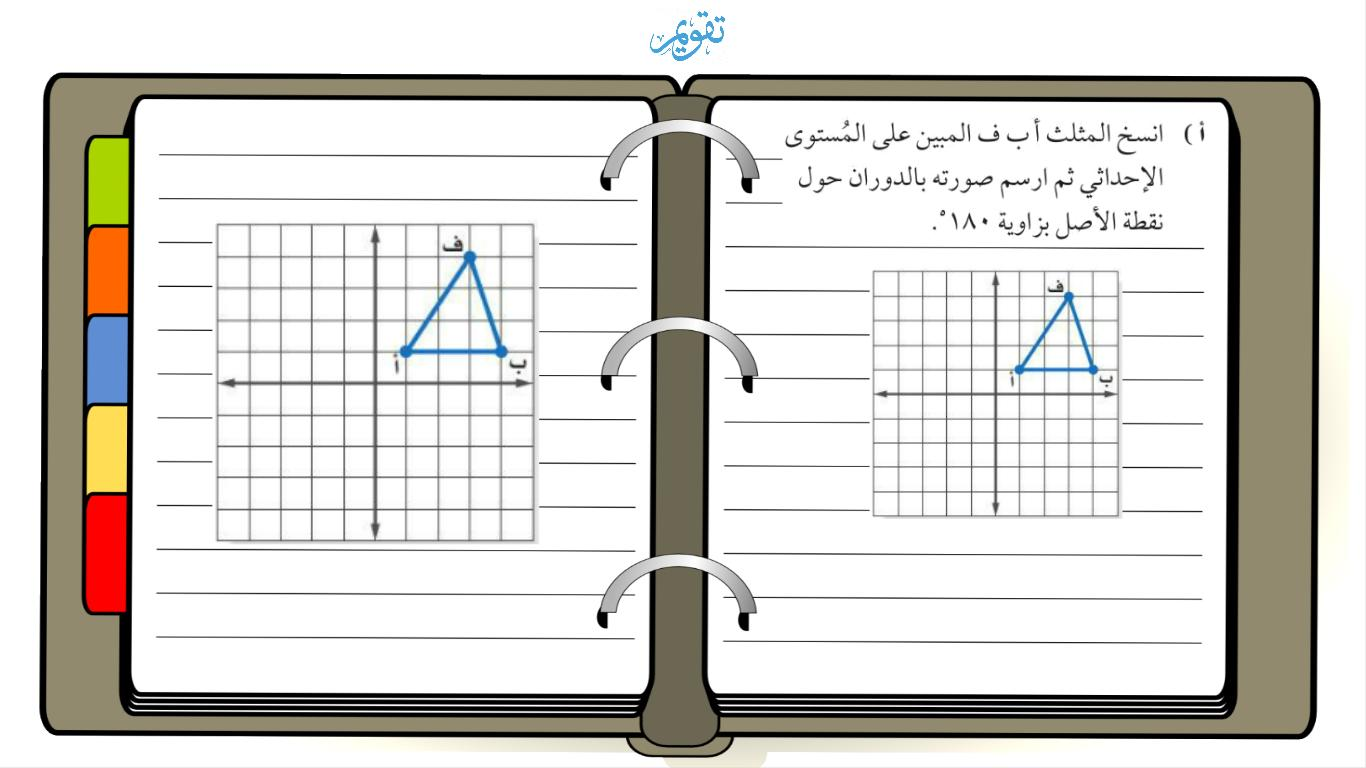 تقويم
أ ) انسخ المثلث أ ب ف المبين على المُستوى
الإحداثي ثم ارسم صورته بالدوران حول
نقطة الأصل بزاوية ١٨٠°.
ف
أ
ب
ف
أ
ب